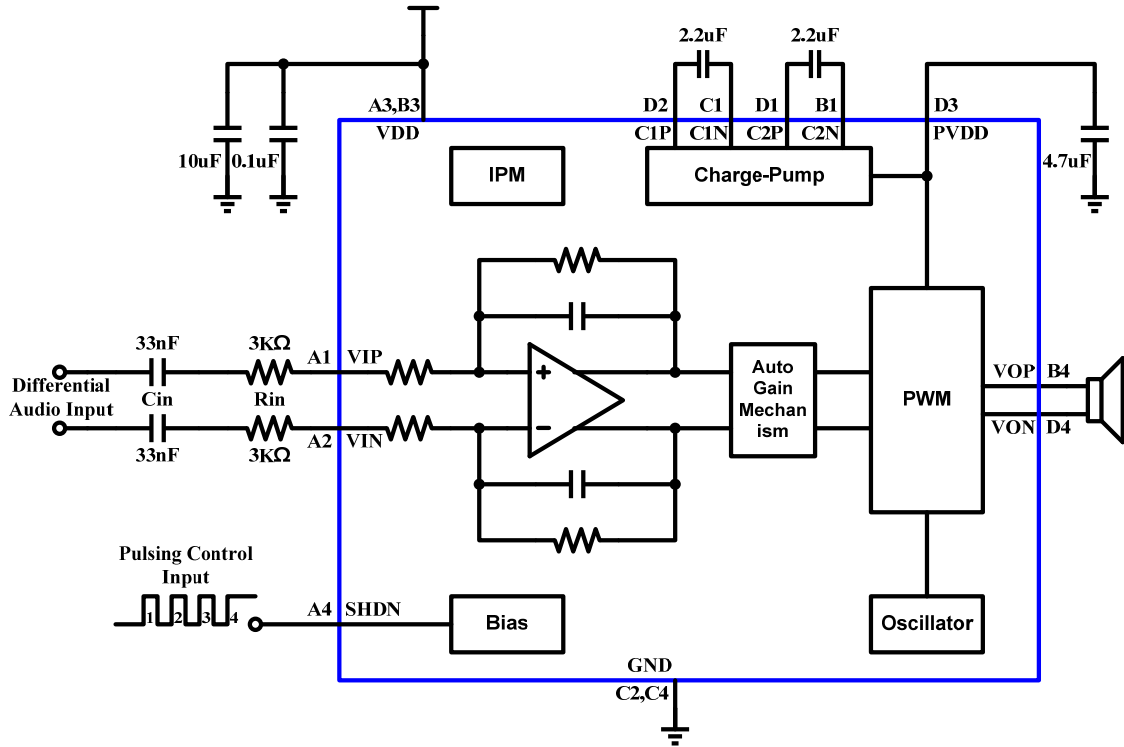 2.2uF
2.2uF
A3,B3
D2
C1
D1
B1
D3
VDD
C1P
C1N
C2P
C2N
PVDD
10uF
0.1uF
IPM
Charge-Pump
4.7uF
33nF
3KΩ
A1
VIP
Differential
Audio Input
Cin
Rin
33nF
3KΩ
A2
VIN
+
−
Auto
Gain
Mechan
ism
PWM
VOP
B4
VON
D4
Pulsing Control
Input
1
2
3
4
A4
SHDN
Bias
Oscillator
GND
C2,C4